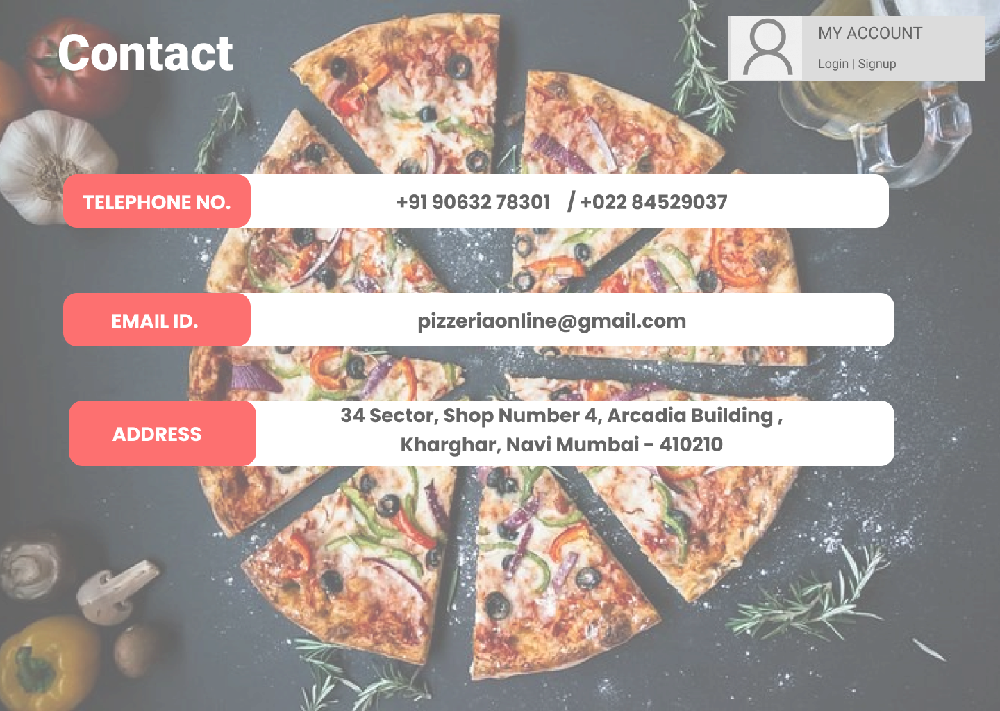 Contact
MY ACCOUNT
Login | Signup
TELEPHONE NO.
+91 90632 78301 / +022 84529037
EMAIL ID.
pizzeriaonline@gmail.com
ADDRESS
34 Sector, Shop Number 4, Arcadia Building ,
Kharghar, Navi Mumbai - 410210